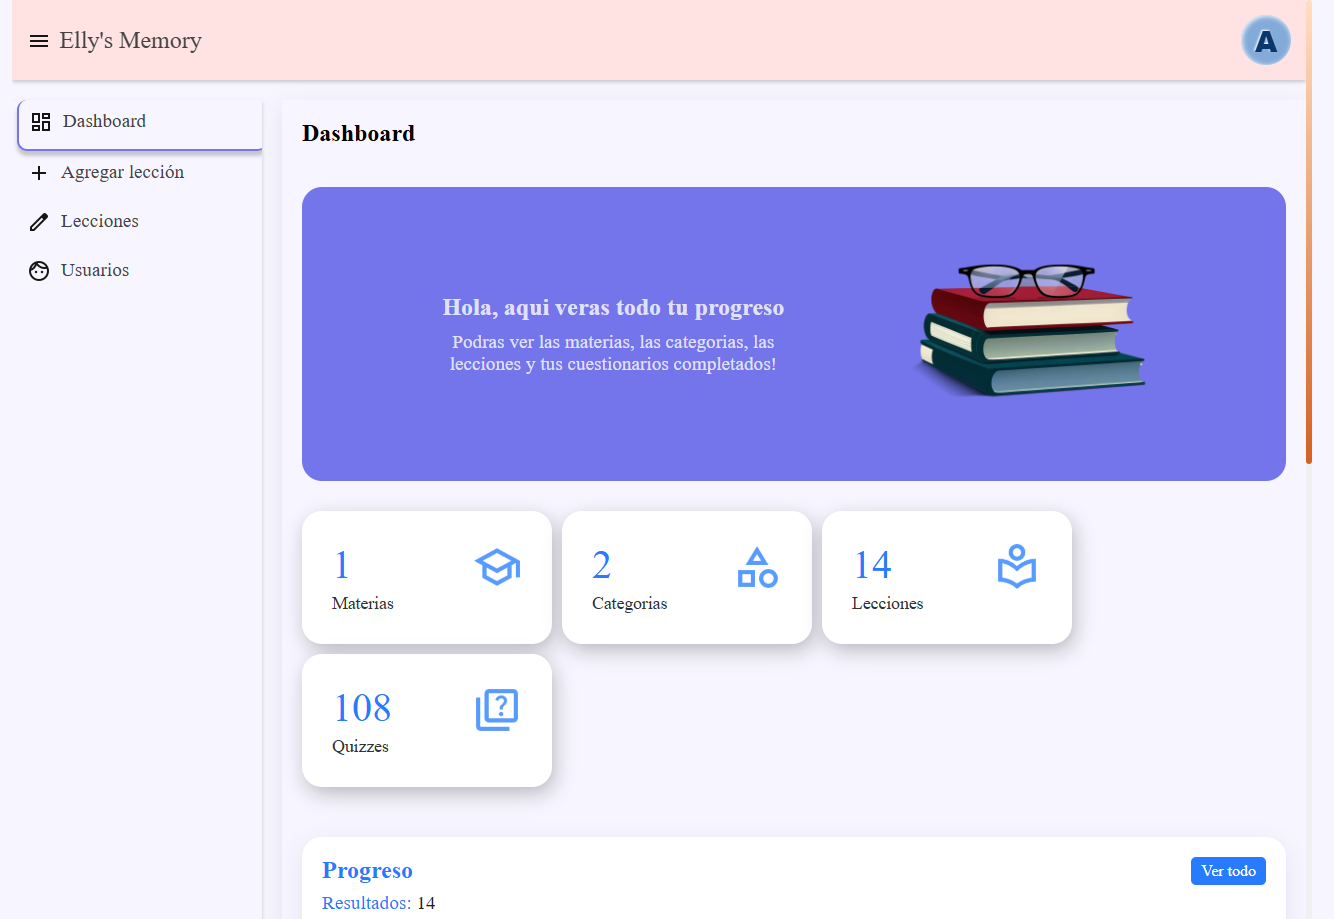 Elly's Memory
A
Dashboard
Agregar lección
Lecciones
Usuarios
Dashboard
Hola, aqui veras todo tu progreso
Podras ver las materias, las categorias, las
lecciones y tus cuestionarios completados!
1
Materias
2
Categorias
14
Lecciones
108
?
Quizzes
Progreso
Ver todo
Resultados: 14